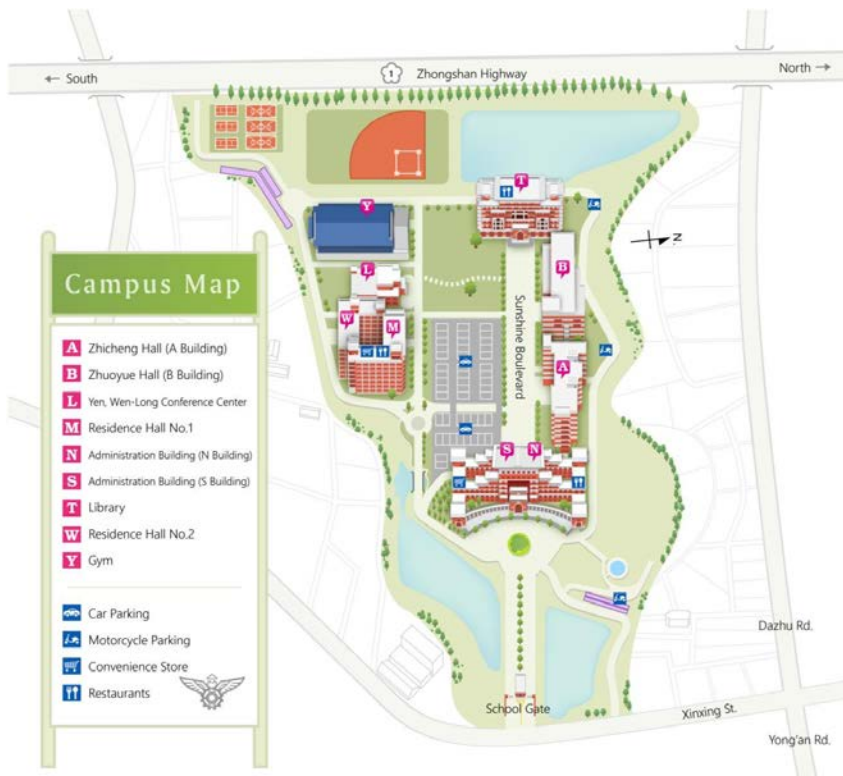 ← South
1
Zhongshan Highway
North →
T
Y
N
B
L
W
M
Sunshine Boulevard
A
S
N
Campus Map
A Zhicheng Hall (A Building)
B Zhuoyue Hall (B Building)
L Yen, Wen-Long Conference Center
M Residence Hall No.1
N Administration Building (N Building)
S Administration Building (S Building)
T Library
W Residence Hall No.2
Y Gym
Car Parking
Motorcycle Parking
Convenience Store
Restaurants
Dazhu Rd.
School Gate
Xinxing St.
Yong'an Rd.